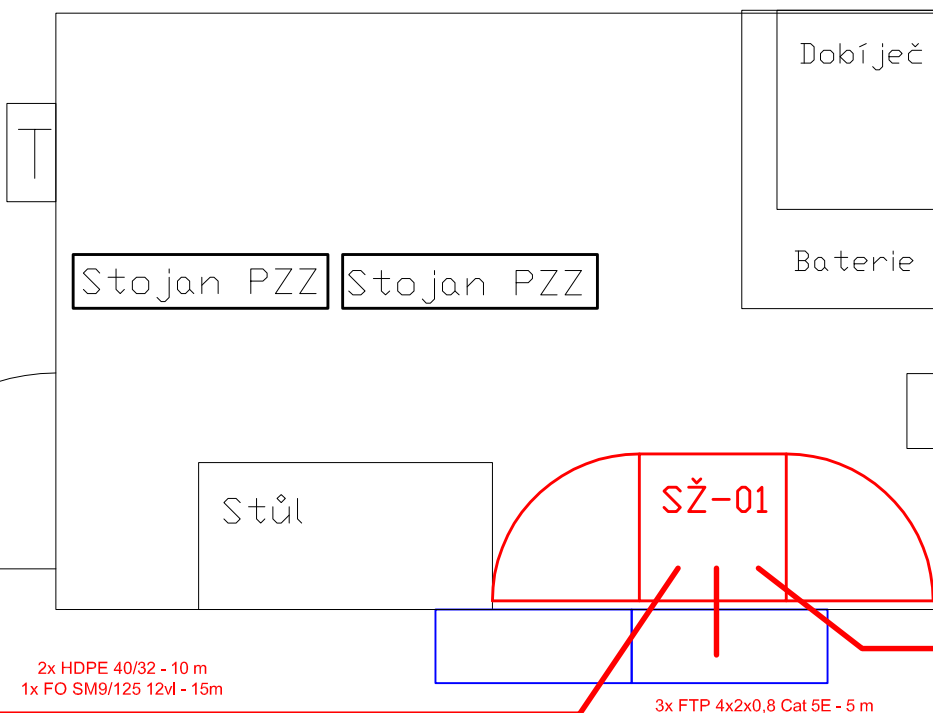 Dobíječ
T
Baterie
Stojan PZZ
Stojan PZZ
Stůl
SŽ-01
2x HDPE 40/32 - 10 m
1x FO SM9/125 12vl - 15m
3x FTP 4x2x0,8 Cat 5E - 5 m